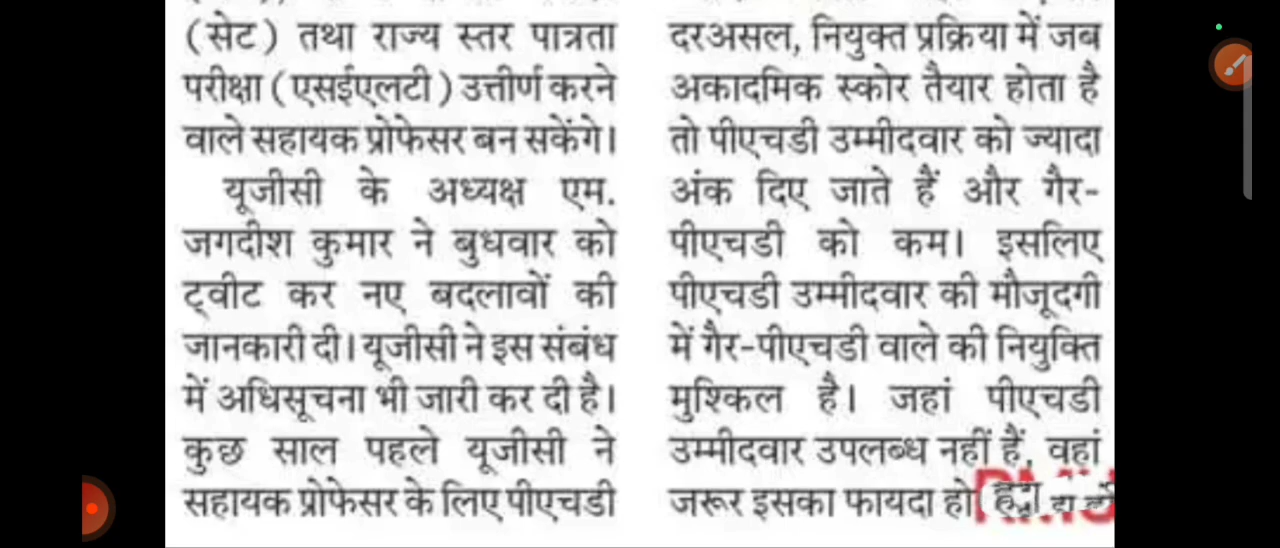 (सेट) तथा राज्य स्तर पात्रता
परीक्षा (एसईएलटी) उत्तीर्ण करने
वाले सहायक प्रोफेसर बन सकेंगे।
यूजीसी के अध्यक्ष एम.
जगदीश कुमार ने बुधवार को
ट्वीट कर नए बदलावों की
जानकारी दी। यूजीसी ने इस संबंध
में अधिसूचना भी जारी कर दी है।
कुछ साल पहले यूजीसी ने
सहायक प्रोफेसर के लिए पीएचडी
दरअसल, नियुक्त प्रक्रिया में जब
अकादमिक स्कोर तैयार होता है
तो पीएचडी उम्मीदवार को ज्यादा
अंक दिए जाते हैं और गैर-
पीएचडी को कम। इसलिए
पीएचडी उम्मीदवार की मौजूदगी
में गैर-पीएचडी वाले की नियुक्ति
मुश्किल है। जहां पीएचडी
उम्मीदवार उपलब्ध नहीं हैं, वहां
जरूर इसका फायदा हो